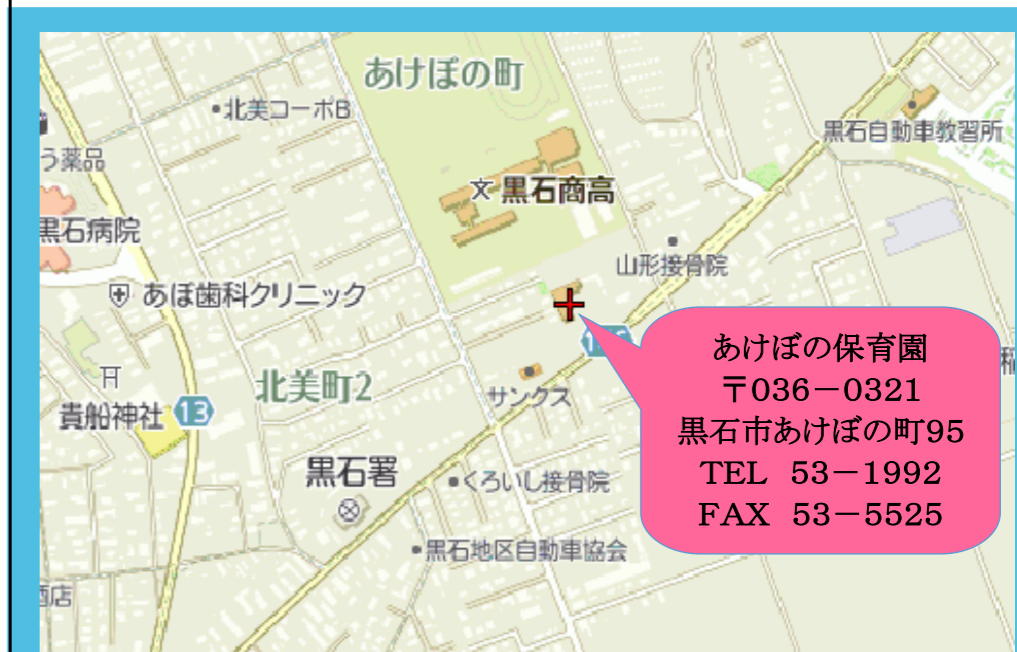 あけぼの町
北美コーポB
黒石自動車教習所
う薬品
文 黒石商高
黒石病院
山形接骨院
あぼ歯科クリニック
あけぼの保育園
〒036－0321
黒石市あけぼの町95
TEL 53－1992
FAX 53－5525
北美町2
サンクス
貴船神社
13
黒石署
くろいし接骨院
黒石地区自動車協会
酒店